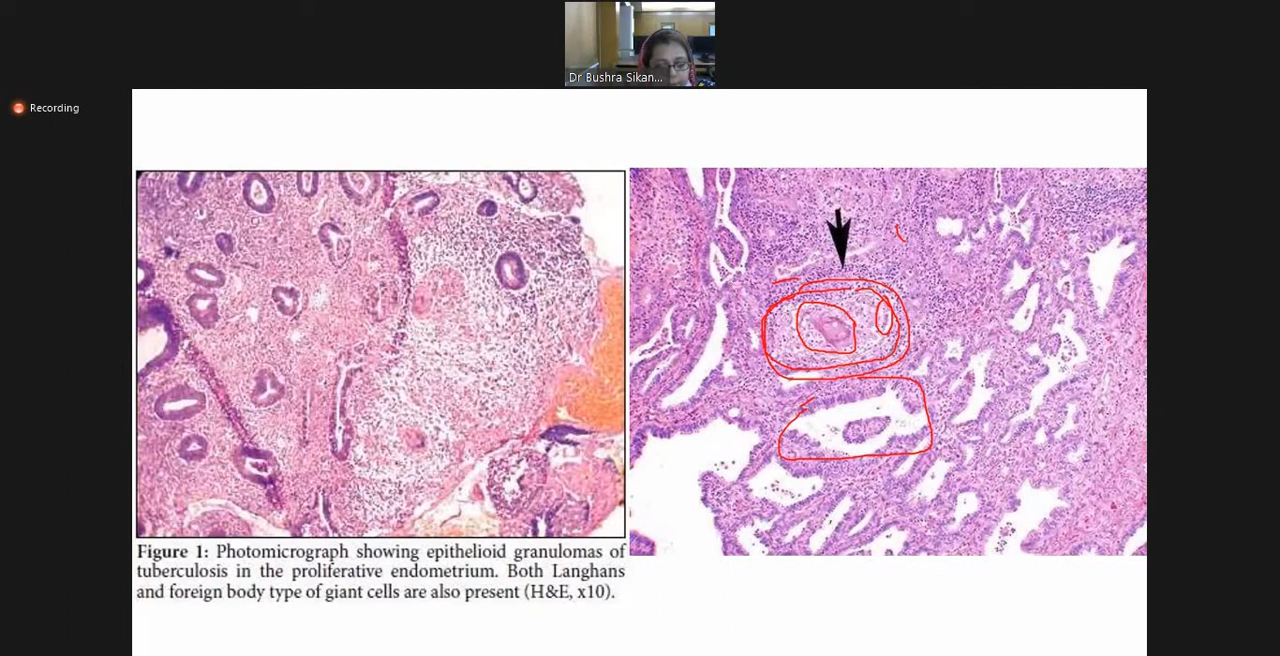 Dr Bushra Sikan...
Recording
Figure 1: Photomicrograph showing epithelioid granulomas of
tuberculosis in the proliferative endometrium. Both Langhans
and foreign body type of giant cells are also present (H&E, x10).